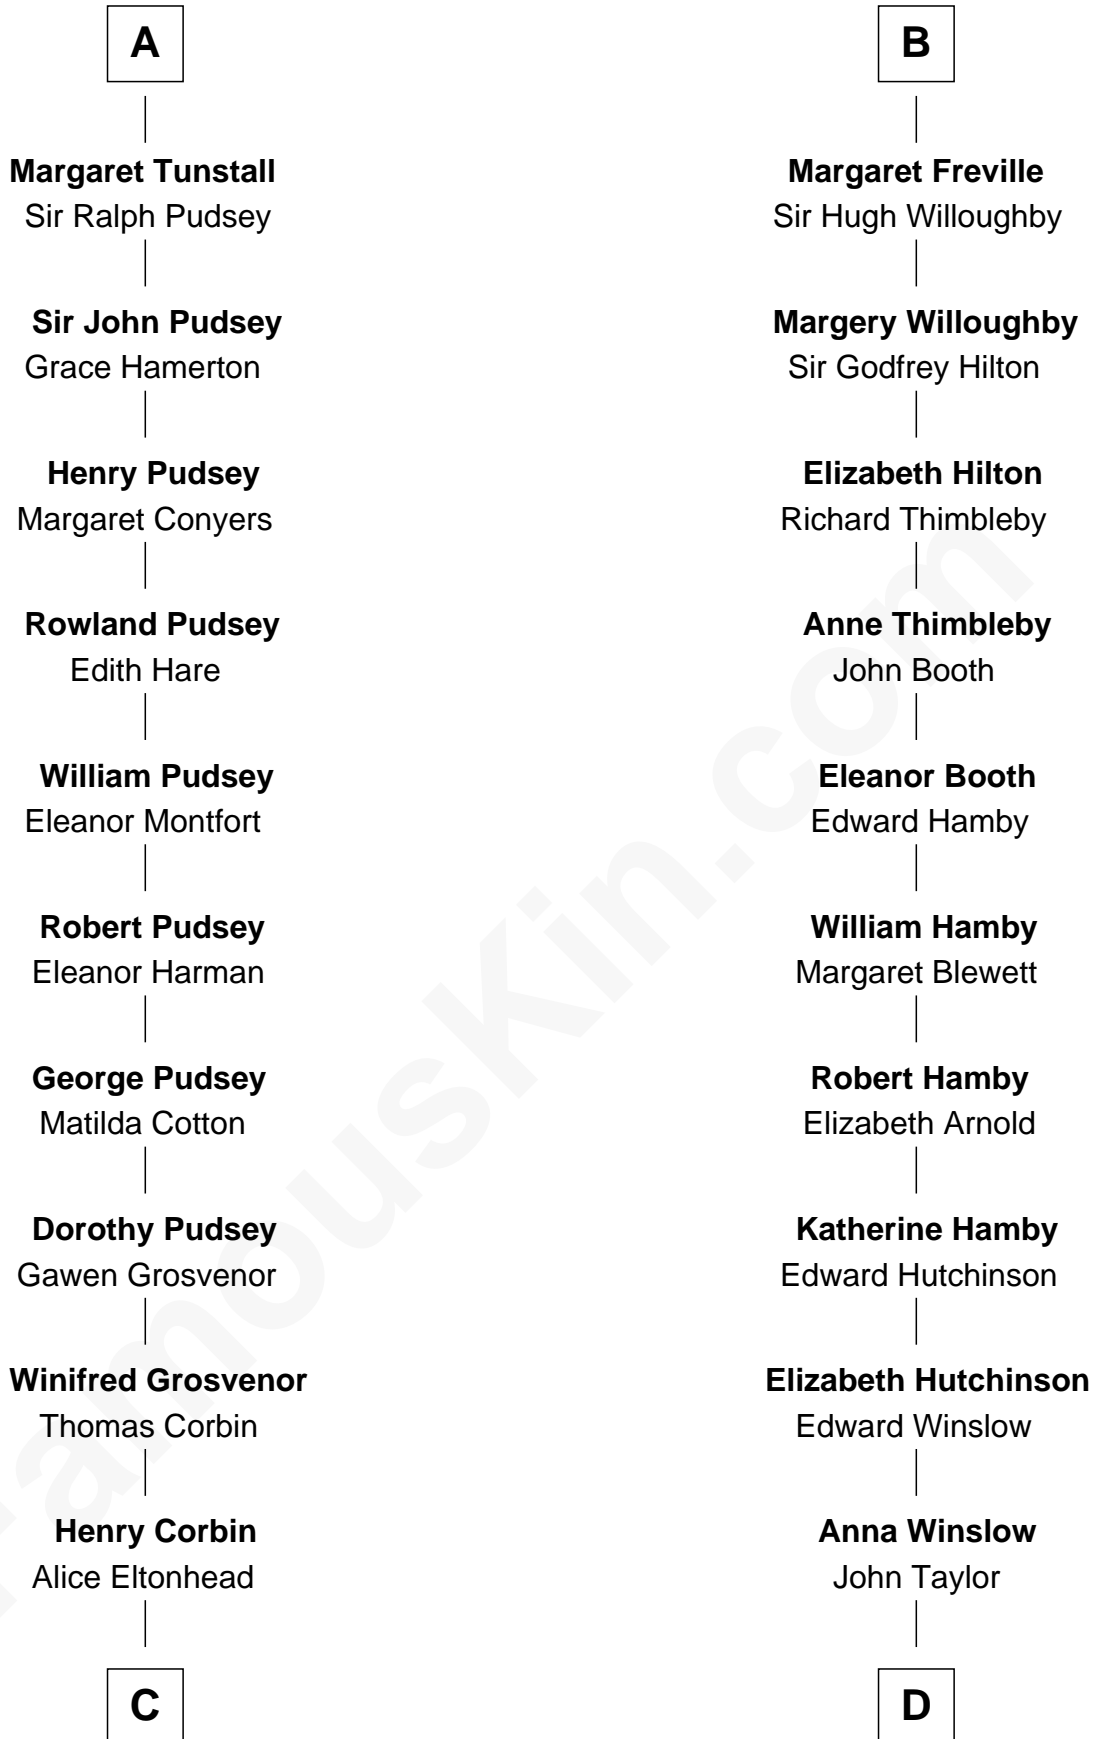 A
Margaret Tunstall
Sir Ralph Pudsey
Sir John Pudsey
Grace Hamerton
Henry Pudsey
Margaret Conyers
Rowland Pudsey
Edith Hare
William Pudsey
Eleanor Montfort
Robert Pudsey
Eleanor Harman
George Pudsey
Matilda Cotton
Dorothy Pudsey
Gawen Grosvenor
Winifred Grosvenor
Thomas Corbin
Henry Corbin
Alice Eltonhead
C
B
Margaret Freville
Sir Hugh Willoughby
Margery Willoughby
Sir Godfrey Hilton
Elizabeth Hilton
Richard Thimbleby
Anne Thimbleby
John Booth
Eleanor Booth
Edward Hamby
William Hamby
Margaret Blewett
Robert Hamby
Elizabeth Arnold
Katherine Hamby
Edward Hutchinson
Elizabeth Hutchinson
Edward Winslow
Anna Winslow
John Taylor
D
FamousKin.com